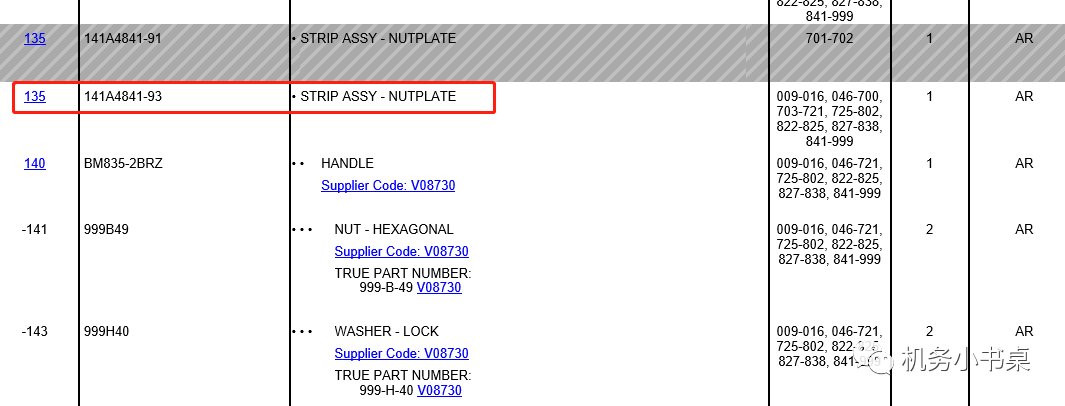 822-825, 827-838,
841-999
135 141A4841-91 • STRIP ASSY - NUTPLATE 701-702 1 AR
135 141A4841-93 • STRIP ASSY - NUTPLATE 009-016, 046-700, 1 AR
703-721, 725-802,
822-825, 827-838,
841-999
140 BM835-2BRZ • • HANDLE 009-016, 046-721, 1 AR
Supplier Code: V08730 725-802, 822-825,
827-838, 841-999
-141 999B49 • • • NUT - HEXAGONAL 009-016, 046-721, 2 AR
Supplier Code: V08730 725-802, 822-825,
827-838, 841-999
TRUE PART NUMBER:
999-B-49 V08730
-143 999H40 • • • WASHER - LOCK 009-016, 046-721, 2 AR
Supplier Code: V08730 725-802, 822-825,
827-838, 841-999
TRUE PART NUMBER:
999-H-40 V08730
机务小书桌